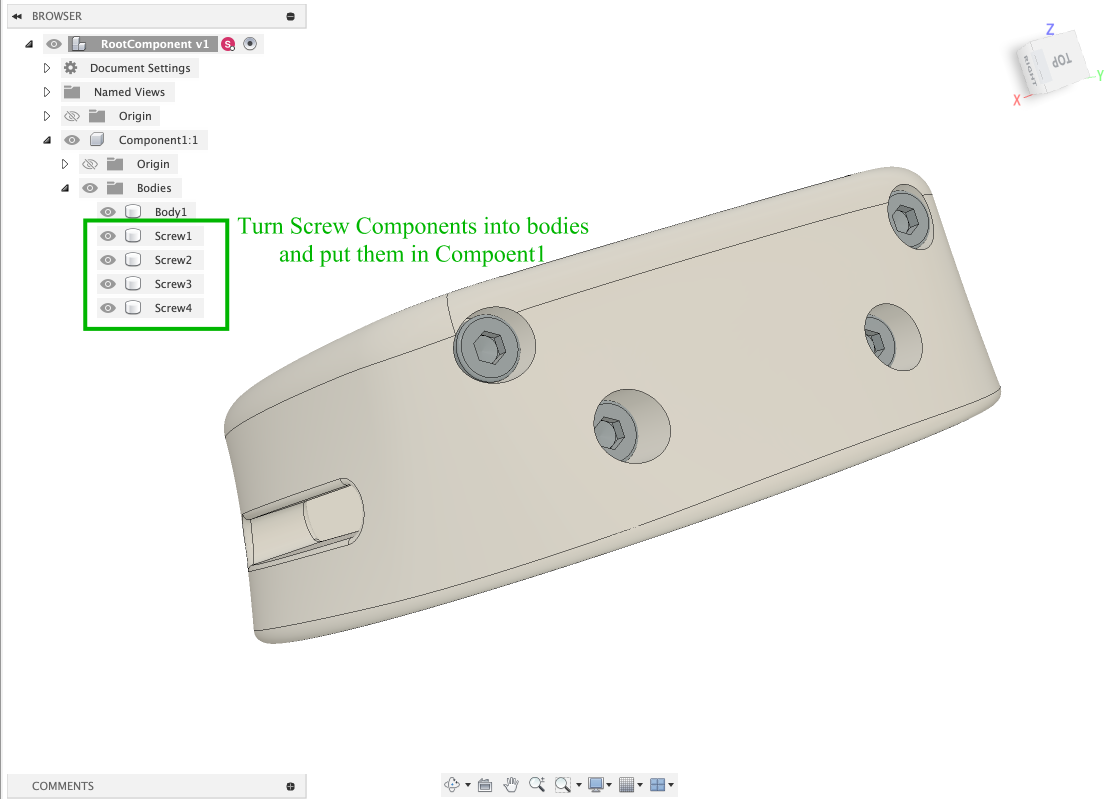 BROWSER
RootComponent v1
S
Document Settings
Named Views
Origin
Component1:1
Origin
Bodies
Body1
Screw1
Screw2
Screw3
Screw4
Turn Screw Components into bodies
and put them in Compoent1
Z
TOP
RIGHT
Y
X
COMMENTS